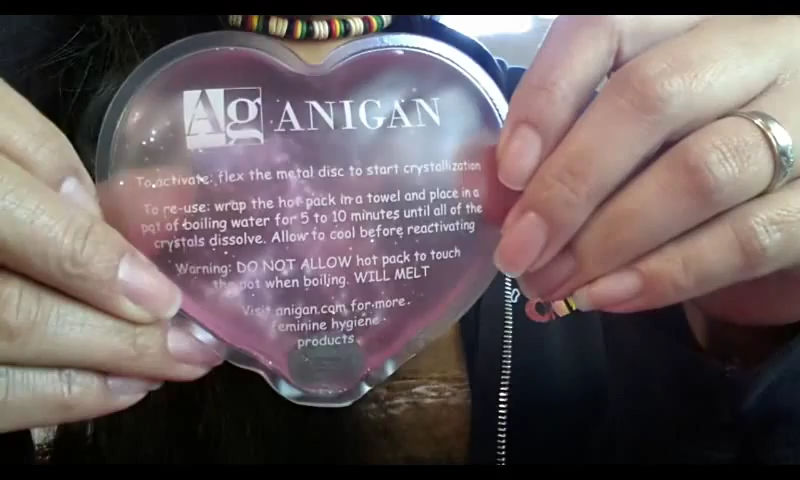 Ag ANIGAN
To activate: flex the metal disc to start crystallization
To re-use: wrap the hot pack in a towel and place in a
pot of boiling water for 5 to 10 minutes until all of the
crystals dissolve. Allow to cool before reactivating
Warning: DO NOT ALLOW hot pack to touch
the pot when boiling. WILL MELT
Visit anigan.com for more
feminine hygiene
products